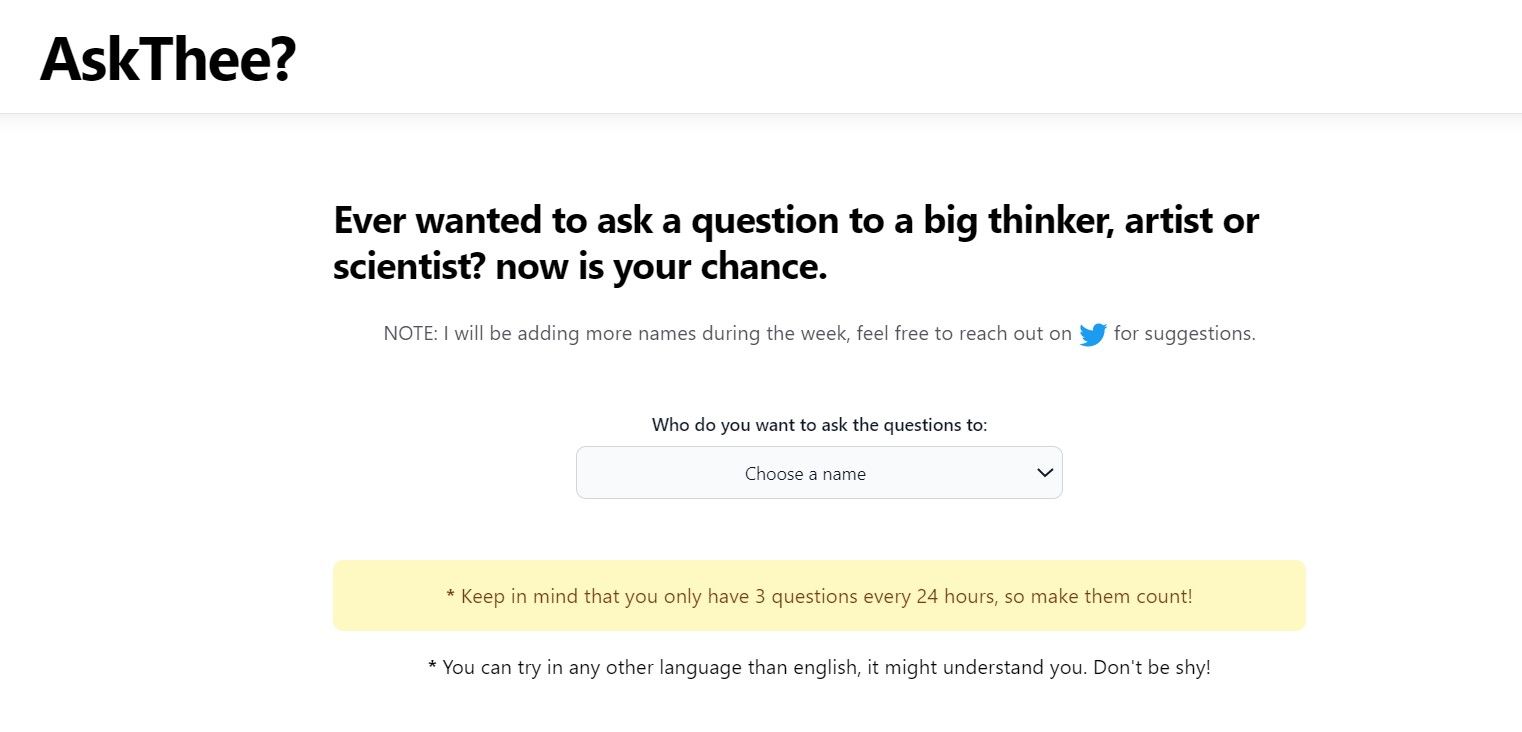 AskThee?
Ever wanted to ask a question to a big thinker, artist or
scientist? now is your chance.
NOTE: I will be adding more names during the week, feel free to reach out on for suggestions.
Who do you want to ask the questions to:
Choose a name
* Keep in mind that you only have 3 questions every 24 hours, so make them count!
* You can try in any other language than english, it might understand you. Don't be shy!